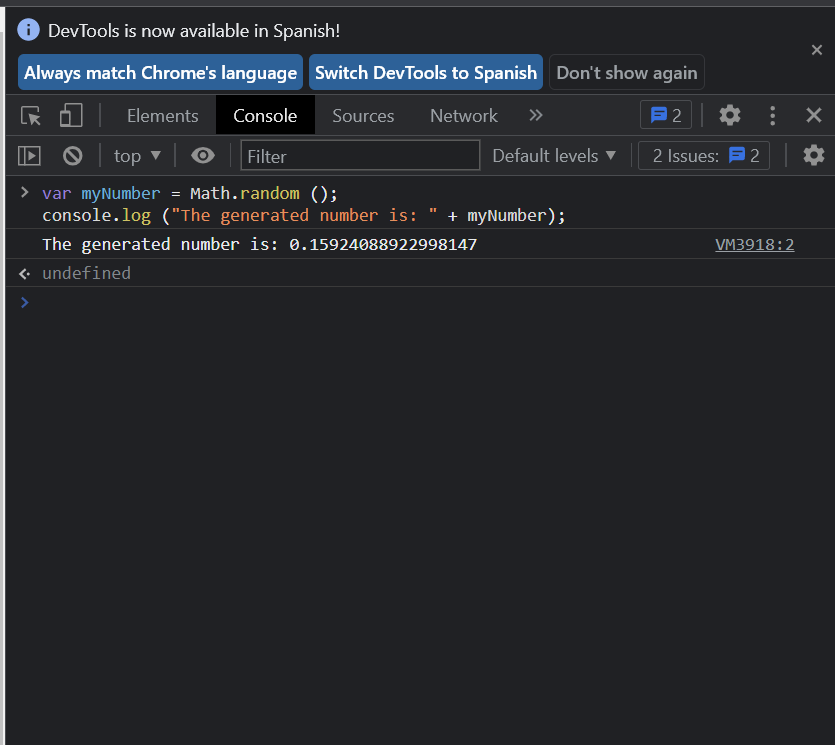 DevTools is now available in Spanish!
Always match Chrome's language Switch DevTools to Spanish Don't show again
Elements Console Sources Network 2
top Filter Default levels 2 Issues: 2
var myNumber = Math.random ();
console.log ("The generated number is: " + myNumber);
The generated number is: 0.15924088922998147 VM3918:2
undefined